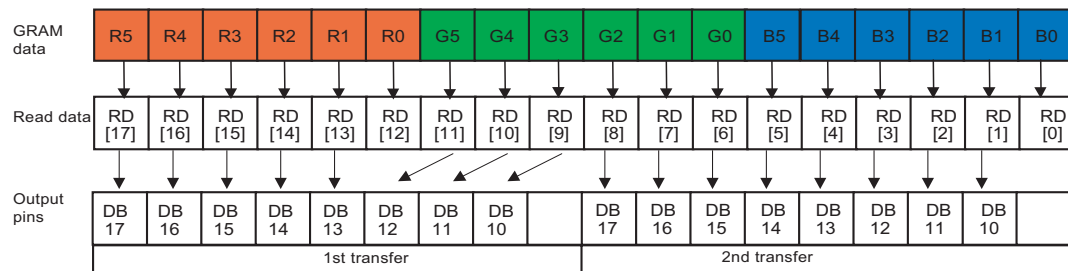 GRAM data R5 R4 R3 R2 R1 R0 G5 G4 G3 G2 G1 G0 B5 B4 B3 B2 B1 B0
Read data RD [17] RD [16] RD [15] RD [14] RD [13] RD [12] RD [11] RD [10] RD [9] RD [8] RD [7] RD [6] RD [5] RD [4] RD [3] RD [2] RD [1] RD [0]
Output pins DB 17 DB 16 DB 15 DB 14 DB 13 DB 12 DB 11 DB 10 DB 17 DB 16 DB 15 DB 14 DB 13 DB 12 DB 11 DB 10
1st transfer 2nd transfer